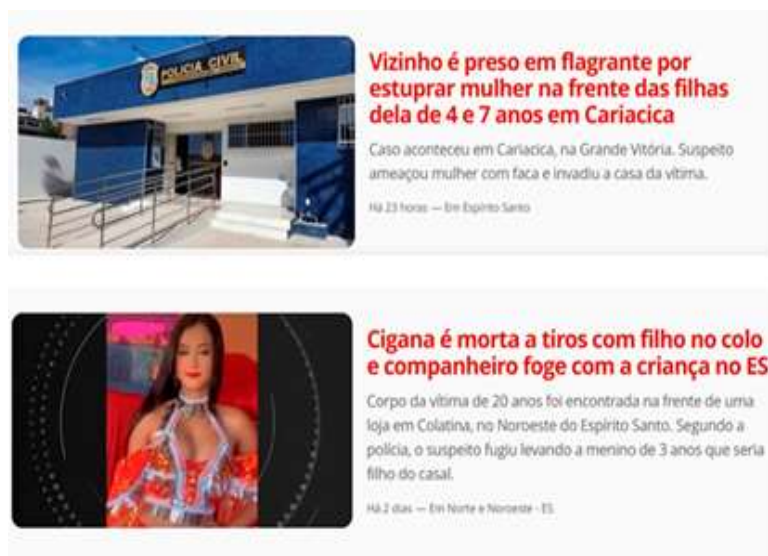 POLICIA CIVIL
Vizinho é preso em flagrante por
estuprar mulher na frente das filhas
dela de 4 e 7 anos em Cariacica
Caso aconteceu em Cariacica, na Grande Vitória. Suspeito
ameaçou mulher com faca e invadiu a casa da vítima.
Há 23 horas — Em Espírito Santo
Cigana é morta a tiros com filho no colo
e companheiro foge com a criança no ES
Corpo da vítima de 20 anos foi encontrada na frente de uma
loja em Colatina, no Noroeste do Espírito Santo. Segundo a
polícia, o suspeito fugiu levando a menino de 3 anos que seria
filho do casal.
Há 2 dias — Em Norte e Noroeste - ES